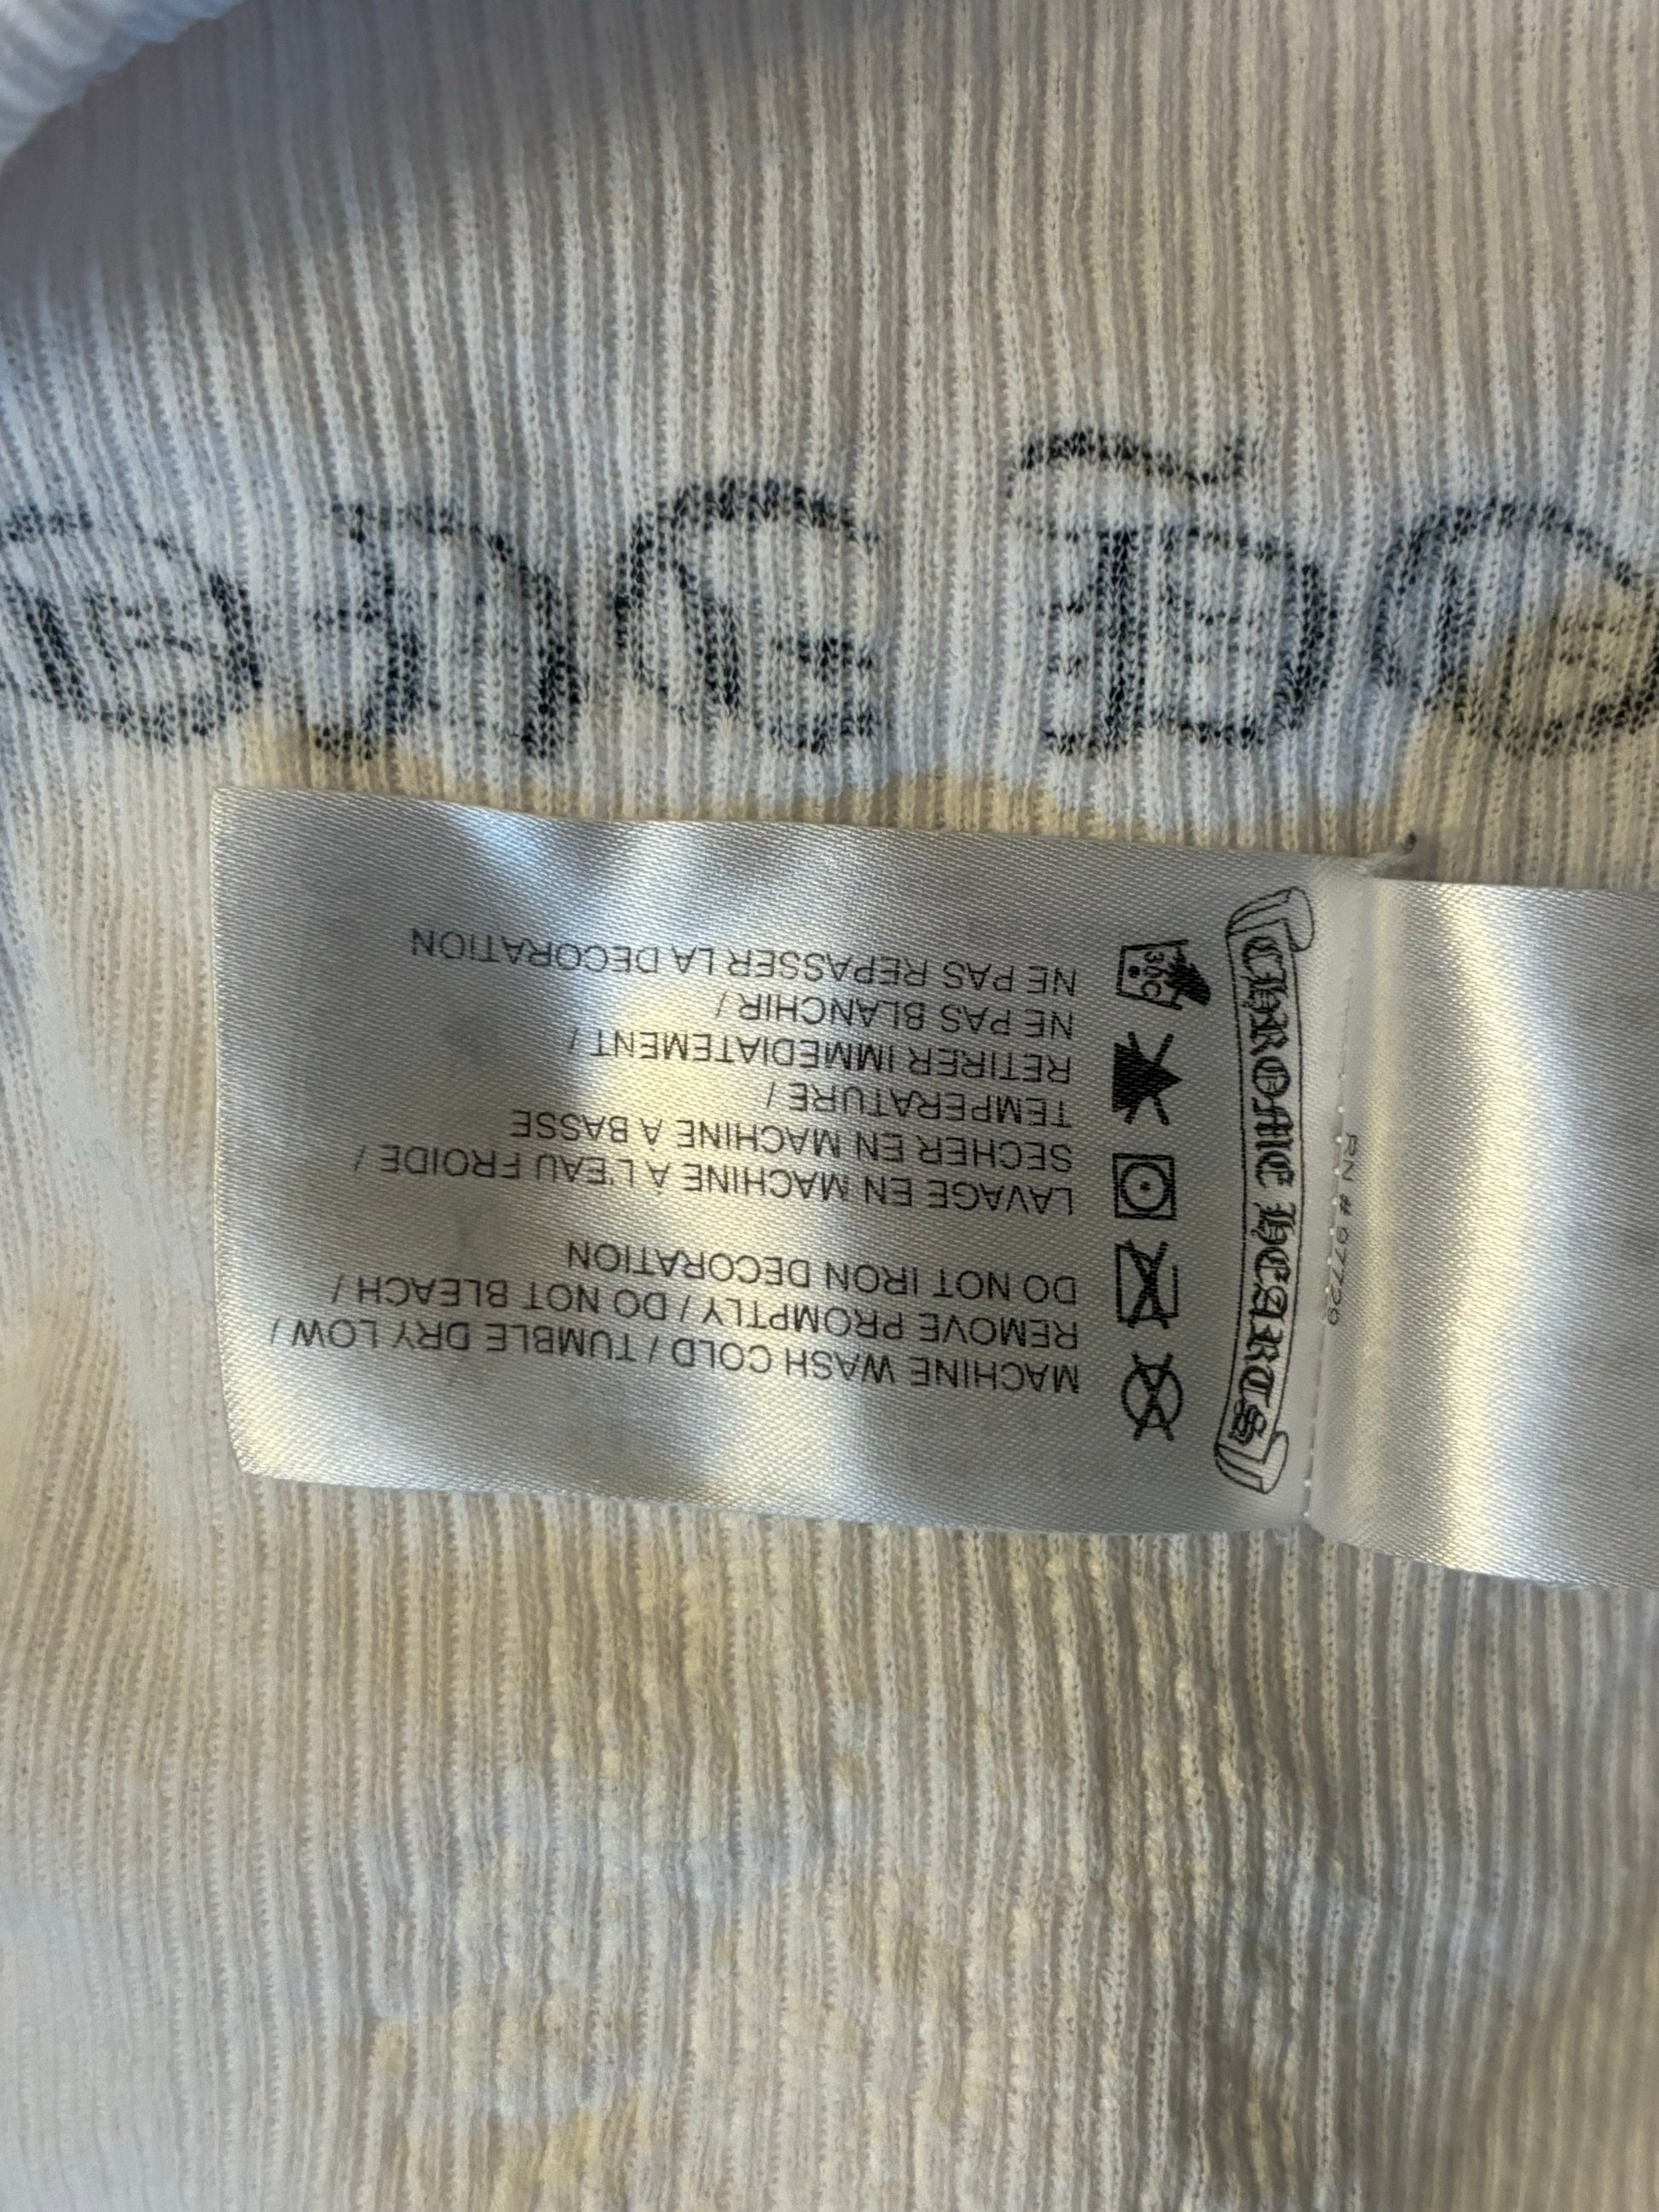 CHROME HEARTS
30C
MACHINE WASH COLD / TUMBLE DRY LOW /
REMOVE PROMPTLY / DO NOT BLEACH /
DO NOT IRON DECORATION
LAVAGE EN MACHINE A L'EAU FROIDE /
SECHER EN MACHINE A BASSE
TEMPERATURE /
RETIRER IMMEDIATEMENT /
NE PAS BLANCHIR /
NE PAS REPASSER LA DECORATION
RN # 97726